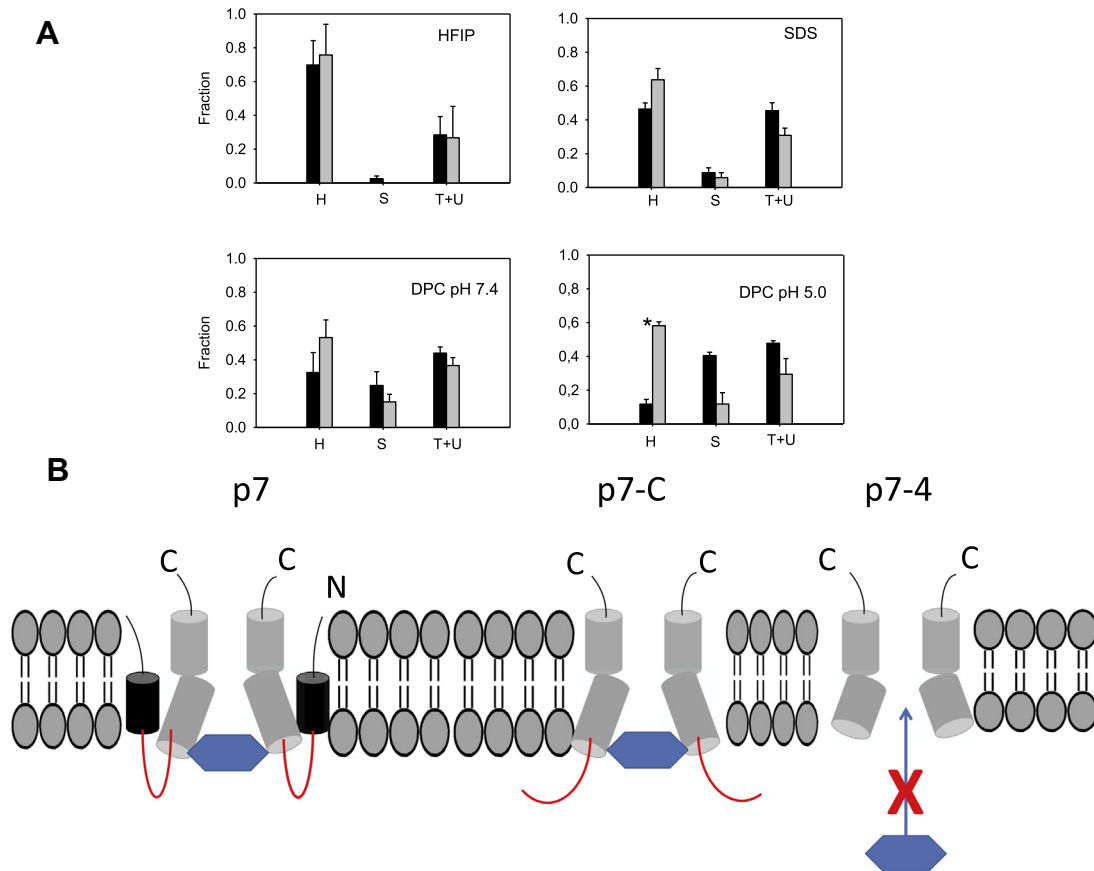 A
HFIP
Fraction
1.0
0.8
0.6
0.4
0.2
0.0
H S T+U
SDS
1.0
0.8
0.6
0.4
0.2
0.0
H S T+U
DPC pH 7.4
Fraction
1.0
0.8
0.6
0.4
0.2
0.0
H S T+U
DPC pH 5.0
1.0
0,8
0,6
0,4
0,2
0,0
*
H S T+U
B
p7 p7-C p7-4
C C N C C C C
X